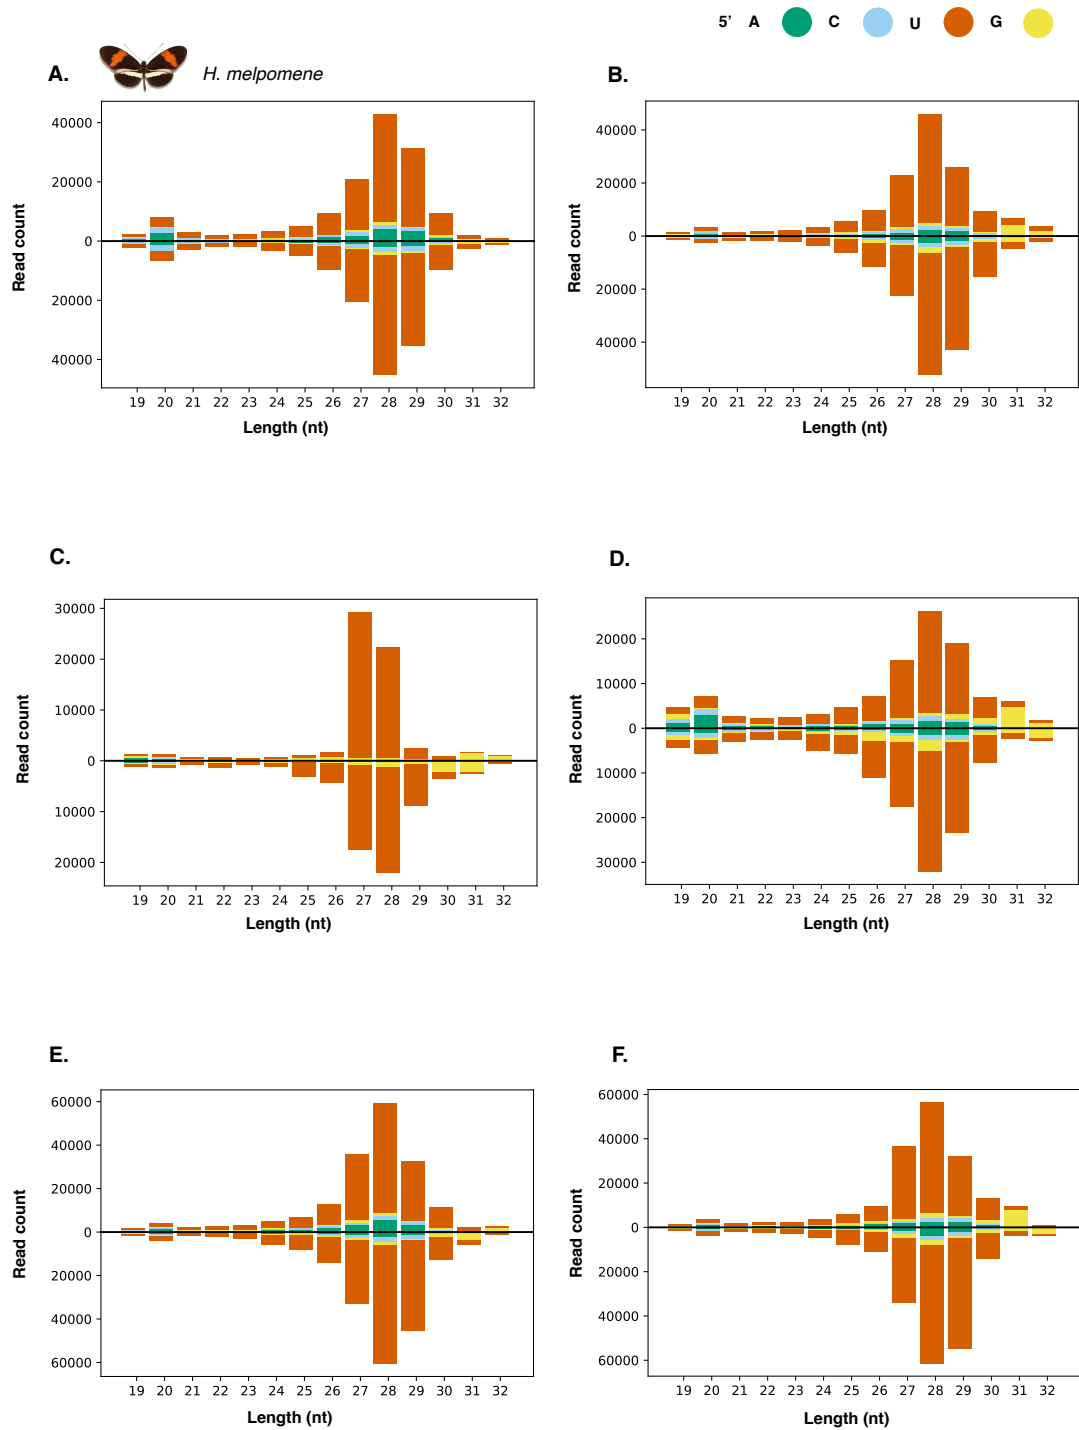 5’ A C U G
A. H. melpomene
B.
Read count
40000
20000
0
20000
40000
19 20 21 22 23 24 25 26 27 28 29 30 31 32
Length (nt)
Read count
40000
20000
0
20000
40000
19 20 21 22 23 24 25 26 27 28 29 30 31 32
Length (nt)
C.
D.
Read count
30000
20000
10000
0
10000
20000
19 20 21 22 23 24 25 26 27 28 29 30 31 32
Length (nt)
Read count
20000
10000
0
10000
20000
30000
19 20 21 22 23 24 25 26 27 28 29 30 31 32
Length (nt)
E.
F.
Read count
60000
40000
20000
0
20000
40000
60000
19 20 21 22 23 24 25 26 27 28 29 30 31 32
Length (nt)
Read count
60000
40000
20000
0
20000
40000
60000
19 20 21 22 23 24 25 26 27 28 29 30 31 32
Length (nt)